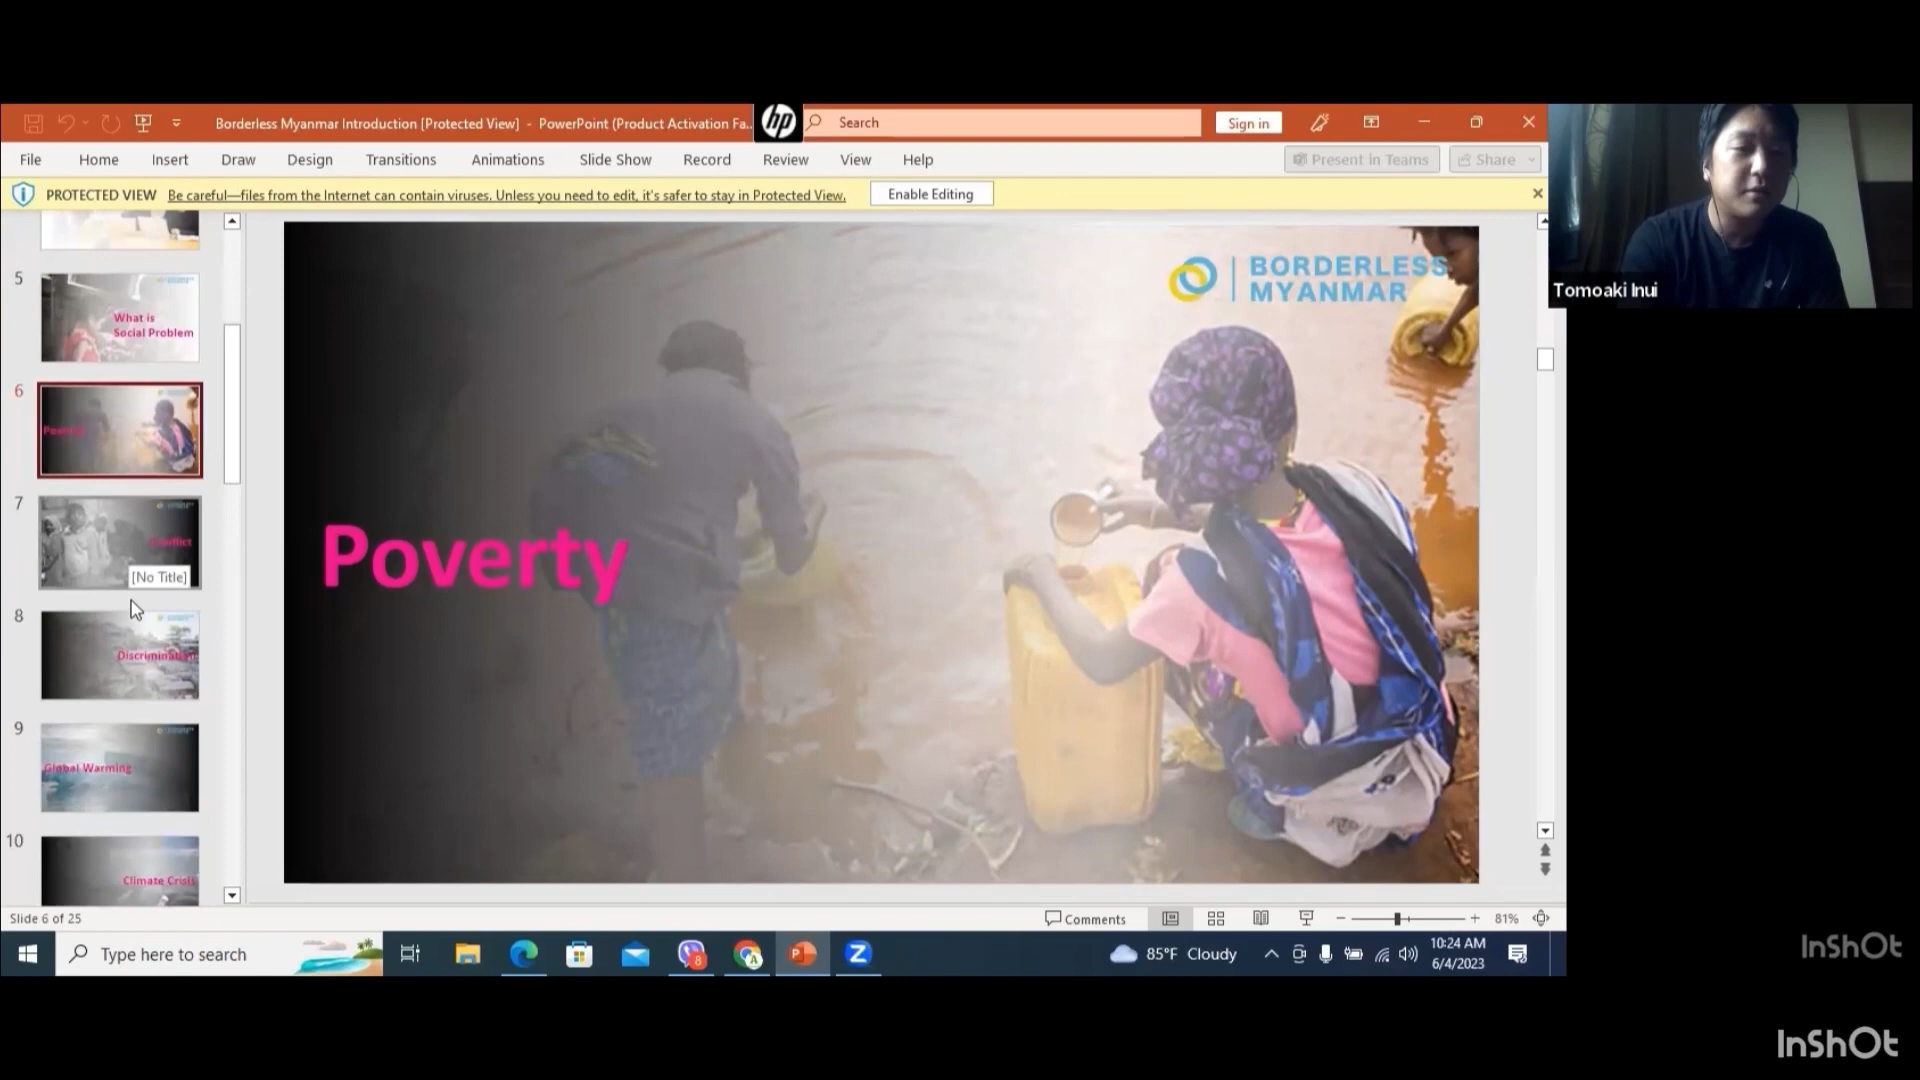 Borderless Myanmar Introduction [Protected View] - PowerPoint (Product Activation Fa...
hp
Search
Sign in
File Home Insert Draw Design Transitions Animations Slide Show Record Review View Help
Present in Teams
Share
PROTECTED VIEW Be careful—files from the Internet can contain viruses. Unless you need to edit, it's safer to stay in Protected View.
Enable Editing
Tomoaki Inui
5
What is
Social Problem
6
Poverty
7
Conflict
[No Title]
8
Discrimination
9
Global Warming
10
Climate Crisis
BORDERLESS
MYANMAR
Poverty
Slide 6 of 25
Comments
81%
Type here to search
8
A
P
Z
85°F Cloudy
10:24 AM
6/4/2023
InShOt
InShOt